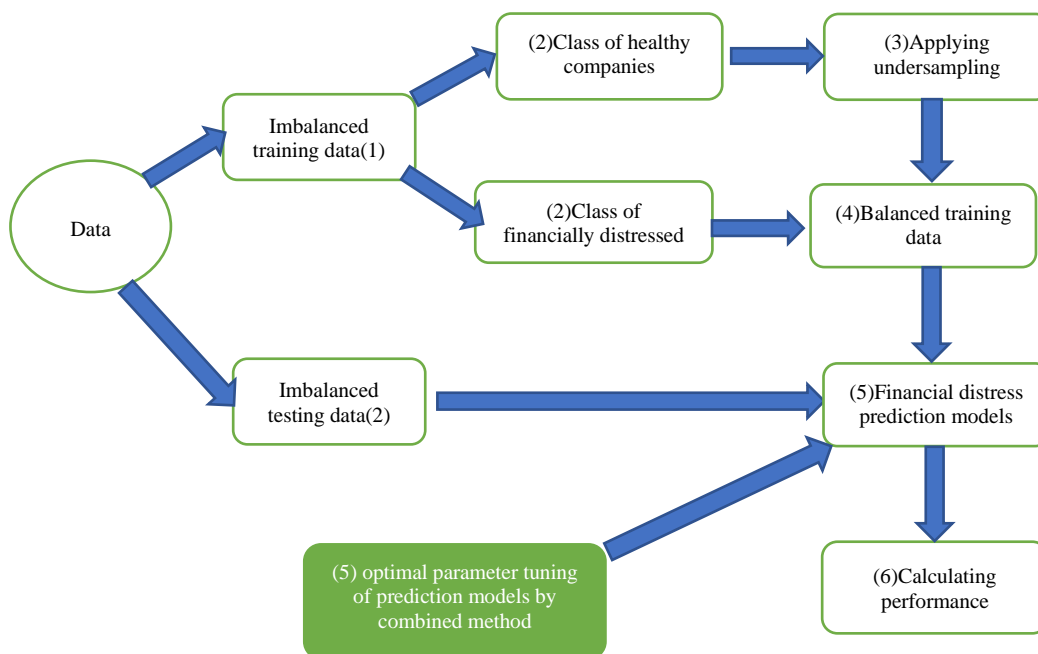 (2)Class of healthy
companies
(3)Applying
undersampling
Imbalanced
training data(1)
Data
(2)Class of
financially distressed
(4)Balanced training
data
Imbalanced
testing data(2)
(5)Financial distress
prediction models
(5) optimal parameter tuning
of prediction models by
combined method
(6)Calculating
performance